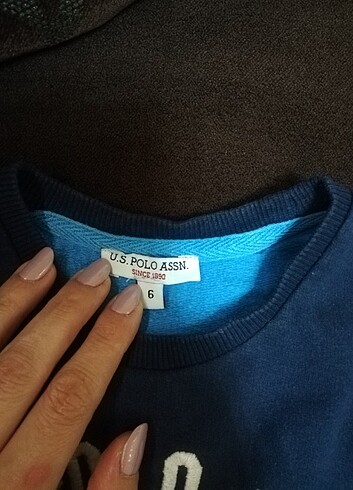 U.S. POLO ASSN.
SINCE 1890
6